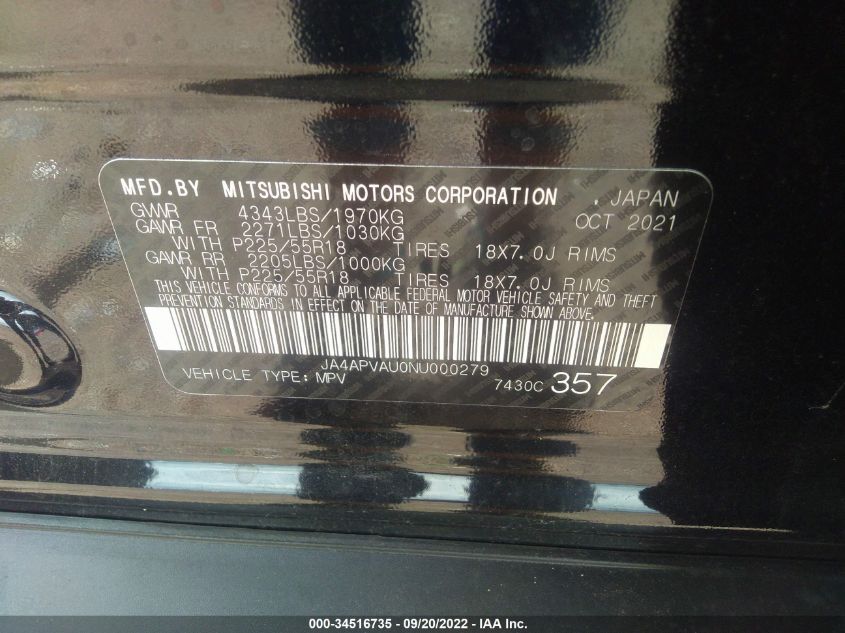 MFD.BY MITSUBISHI MOTORS CORPORATION , JAPAN
GVWR 4343LBS/1970KG OCT 2021
GAWR FR 2271LBS/1030KG
WITH P225/55R18 TIRES 18X7.0J RIMS
GAWR RR 2205LBS/1000KG
WITH P225/55R18 TIRES 18X7.0J RIMS
THIS VEHICLE CONFORMS TO ALL APPLICABLE FEDERAL MOTOR VEHICLE SAFETY AND THEFT
PREVENTION STANDARDS IN EFFECT ON THE DATE OF MANUFACTURE SHOWN ABOVE.
JA4APVAU0NU000279
VEHICLE TYPE: MPV 7430C 357
000-34516735 - 09/20/2022 - IAA Inc.